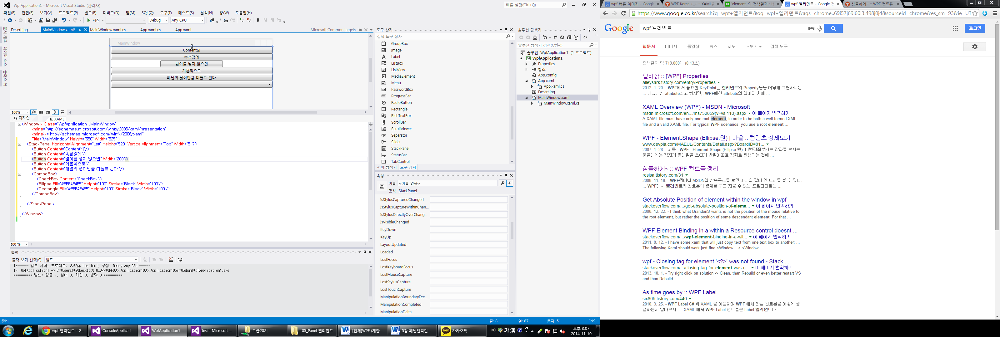 WpfApplication1 - Microsoft Visual Studio (관리자)
빠른 실행(Ctrl+Q)
파일(F) 편집(E) 보기(V) 프로젝트(P) 빌드(B) 디버그(D) 팀(M) SQL(Q) 도구(T) 테스트(S) 분석(N) 창(W) 도움말(H)
시작 Debug Any CPU
문서 개요
데이터 소스
클래스 뷰
Desert.jpg MainWindow.xaml* MainWindow.xaml.cs App.xaml.cs App.xaml Microsoft.Common.targets
MainWindow
Content의
속성값에
넓이를 넣지 않으면
기본적으로
패널의 넓이만큼 디폴트 된다.
100%
디자인 XAML
<Window x:Class="WpfApplication1.MainWindow"
xmlns="http://schemas.microsoft.com/winfx/2006/xaml/presentation"
xmlns:x="http://schemas.microsoft.com/winfx/2006/xaml"
Title="MainWindow" Height="550" Width="525" >
<StackPanel HorizontalAlignment="Left" Height="520" VerticalAlignment="Top" Width="517">
<Button Content="Content의"/>
<Button Content="속성값에"/>
<Button Content="넓이를 넣지 않으면" Width="200"/>
<Button Content="기본적으로"/>
<Button Content="패널의 넓이만큼 디폴트 된다."/>
<ComboBox>
<CheckBox Content="CheckBox"/>
<Ellipse Fill="#FFF4F4F5" Height="100" Stroke="Black" Width="100"/>
<Rectangle Fill="#FFF4F4F5" Height="100" Stroke="Black" Width="100"/>
</ComboBox>
</StackPanel>
</Window>
100 %
출력
출력 보기 선택(S): 빌드
1>------ 빌드 시작: 프로젝트: WpfApplication1, 구성: Debug Any CPU ------
1>  WpfApplication1 -> C:\Users\WB\Desktop\10_WPF\WPF\WpfApplication1\WpfApplication1\bin\Debug\WpfApplication1.exe
========== 빌드: 성공 1, 실패 0, 최신 0, 생략 0 ==========
도구 상자
검색 도구 상자
GroupBox
Image
Label
ListBox
ListView
MediaElement
Menu
PasswordBox
ProgressBar
RadioButton
Rectangle
RichTextBox
ScrollBar
ScrollViewer
Separator
Slider
StackPanel
StatusBar
TabControl
서버 탐색기 도구 상자
속성
이름 <이름 없음>
형식 StackPanel
IsStylusCapturedChanged
IsStylusCaptureWithinChan...
IsStylusDirectlyOverChang...
IsVisibleChanged
KeyDown
KeyUp
LayoutUpdated
Loaded
LostFocus
LostKeyboardFocus
LostMouseCapture
LostStylusCapture
LostTouchCapture
ManipulationBoundaryFee...
ManipulationCompleted
ManipulationDelta
솔루션 탐색기
솔루션 탐색기 검색(Ctrl+;)
솔루션 'WpfApplication1' (1 프로젝트)
WpfApplication1
Properties
참조
App.config
App.xaml
App.xaml.cs
Desert.jpg
MainWindow.xaml
MainWindow.xaml.cs
준비 줄: 8 열: 87 문자: 51 INS
wpf 엘리먼트 - G... ConsoleApplicati... WpfApplication1 ... test - Microsoft ... 고급20기 05_Panel 엘리먼트 [전체]WPF (제한... 5장 패널엘리먼... 카카오톡
KO 가 漢 오후 3:07
2014-11-10
wpf 버튼 이미지 - Google WPF Korea +_+ :: XAML 'element' 의 검색결과 : 네 wpf 엘리먼트 - Google 검 심플하게~ :: WPF 컨트롤
https://www.google.co.kr/search?q=wpf+엘리먼트&oq=wpf+엘리먼트&aqs=chrome..69i57j69i60l3.498j0j4&sourceid=chrome&es_sm=93&ie=UT
Google wpf 엘리먼트 로그인
웹문서 이미지 동영상 뉴스 지도 더보기 검색 도구
검색결과 약 719,000개 (0.13초)
앨리삵 :: [WPF] Properties
alleysark.tistory.com/entry/Properties
2012. 1. 20. - WPF에서 중요한 KeyPoint는 엘리먼트의 Property들을 어떻게 표현하냐는
... 태그에선 attribute라고 하지만,, WPF에선 attribute의 의미와 함께 ...
XAML Overview (WPF) - MSDN - Microsoft
msdn.microsoft.com/en.../ms752059(v=vs.110).aspx 이 페이지 번역하기
A XAML file must have only one root element, in order to be both a well-formed XML
file and a valid XAML file. For typical WPF scenarios, you use a root element ...
WPF - Element:Shape (Ellipse:원) | 마을 :: 컨텐츠 상세보기
www.devpia.com/MAEUL/Contents/Detail.aspx?BoardID=81...
2007. 1. 28. - 제목 : WPF - Element:Shape (Ellipse:원). 이번강좌부터는 강좌를 보시는
분들에게는 갑자기 존대말을 쓰다가 반말어조로 강좌로 진행되는 것에 ...
심플하게~ :: WPF 컨트롤 정리
resisa.tistory.com/31
2008. 11. 18. - WPF책이나 MSDN의 상속구조를 보면 아래와 같이 긴 트리를 볼 수 있다.
... WPF에서 엘리먼트와 컨트롤의 경계를 구분 지을 수 있는 프로퍼티로는 ...
Get Absolute Position of element within the window in wpf
stackoverflow.com/.../get-absolute-position-of-eleme... 이 페이지 번역하기
2008. 12. 22. - I think what BrandonS wants is not the position of the mouse relative to
the root element, but rather the position of some descendant element. For that ...
WPF Element Binding in a within a Resource control doesnt ...
stackoverflow.com/.../wpf-element-binding-in-a-wit... 이 페이지 번역하기
2011. 8. 12. - I have some xaml that will just copy text from one text box to another: ...
The following Xaml should work just fine <Window ...> <Window.
wpf - Closing tag for element '<?>' was not found - Stack ...
stackoverflow.com/.../closing-tag-for-element-was-n... 이 페이지 번역하기
2013. 10. 1. - Try right click on solution -> Clean, than Rebuild or even better restart VS
and than Rebuild ...
As time goes by :: WPF Label
six605.tistory.com/440
2010. 3. 25. - WPF Label C# 과 XAML 을 이용하여 WPF 에서 라벨 컨트롤을 어떻게 생
성하는지 알아보자. ... XAML 에서 WPF Label 컨트롤은 Label 엘리먼트다.